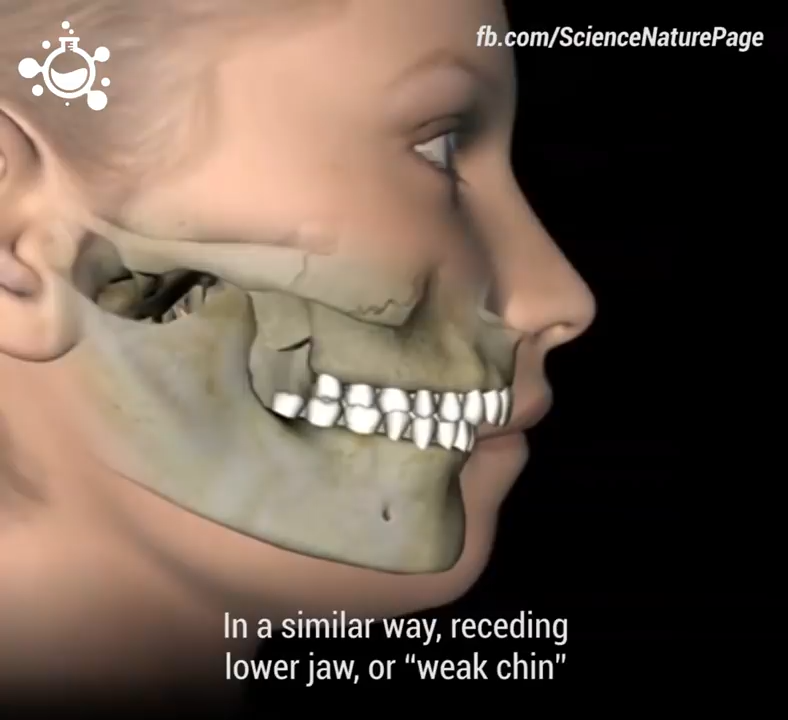 fb.com/ScienceNaturePage
In a similar way, receding
lower jaw, or “weak chin”